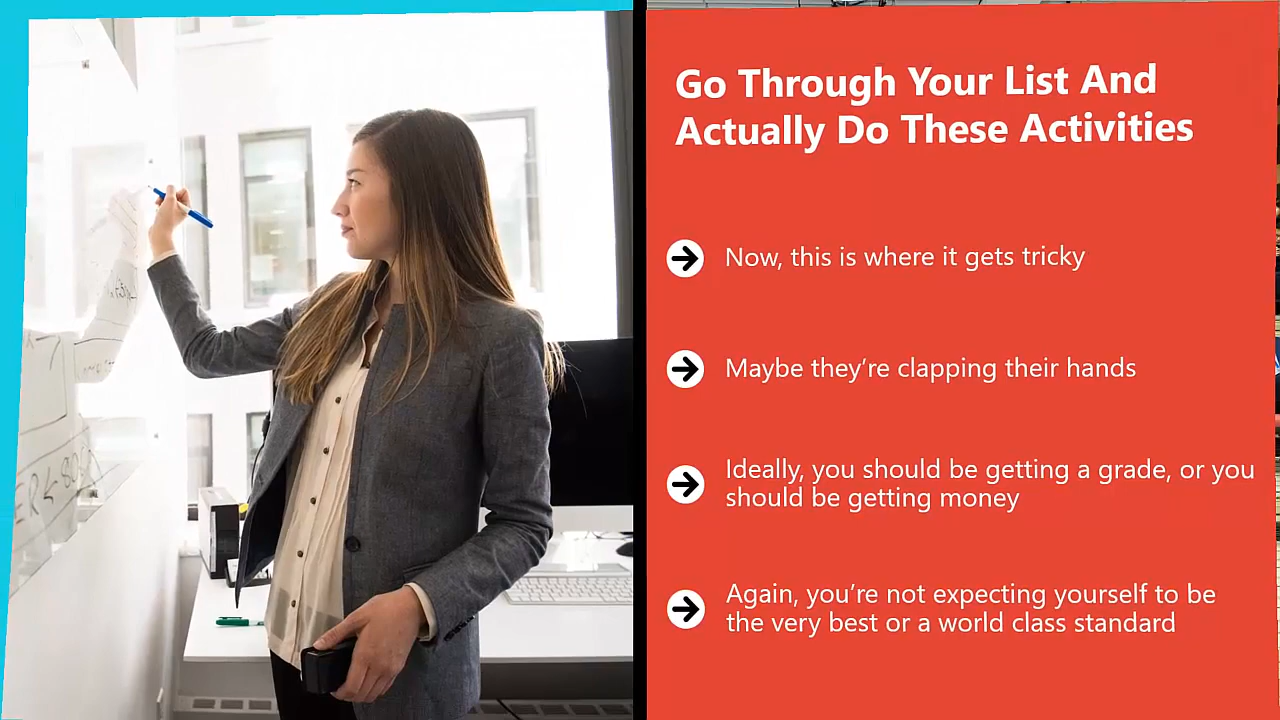 Go Through Your List And
Actually Do These Activities
Now, this is where it gets tricky
Maybe they're clapping their hands
Ideally, you should be getting a grade, or you
should be getting money
Again, you're not expecting yourself to be
the very best or a world class standard